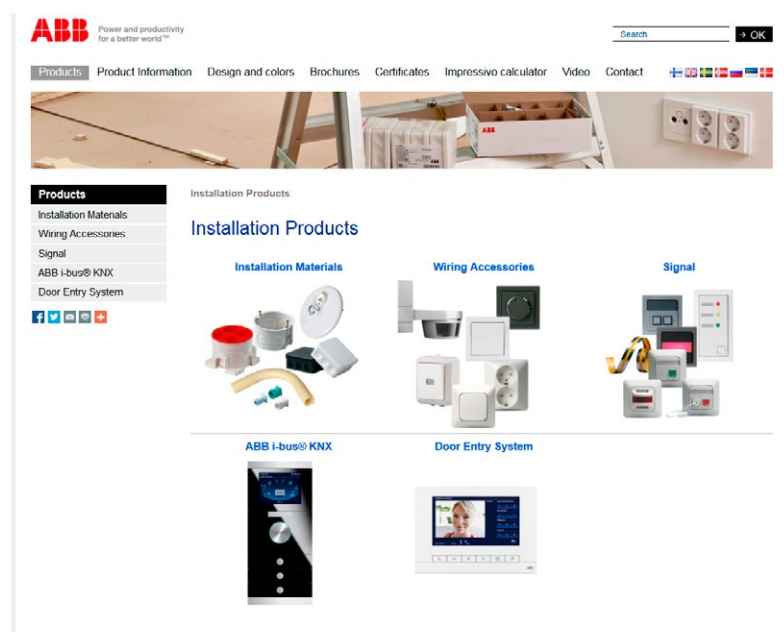 ABB
Power and productivity
for a better world™
Search
→ OK
Products Product Information Design and colors Brochures Certificates Impressivo calculator Video Contact
ABB
Products
Installation Products
Installation Materials
Wiring Accessories
Signal
ABB i-bus® KNX
Door Entry System
Installation Products
Installation Materials
Wiring Accessories
Signal
ABB i-bus® KNX
Door Entry System